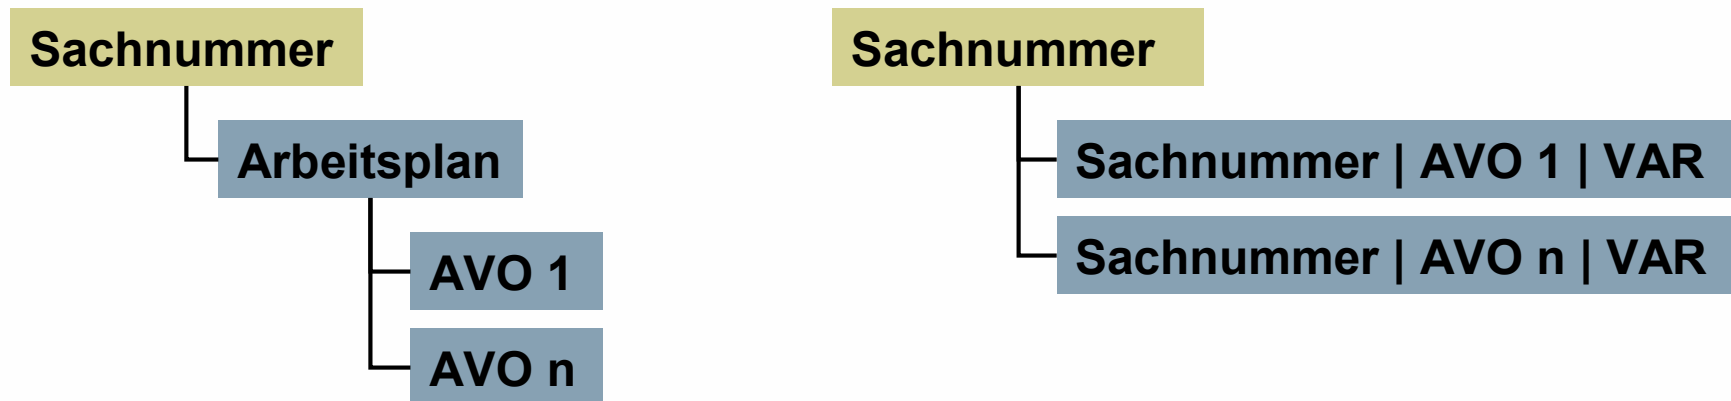 Sachnummer
Arbeitsplan
AVO 1
AVO n
Sachnummer
Sachnummer | AVO 1 | VAR
Sachnummer | AVO n | VAR